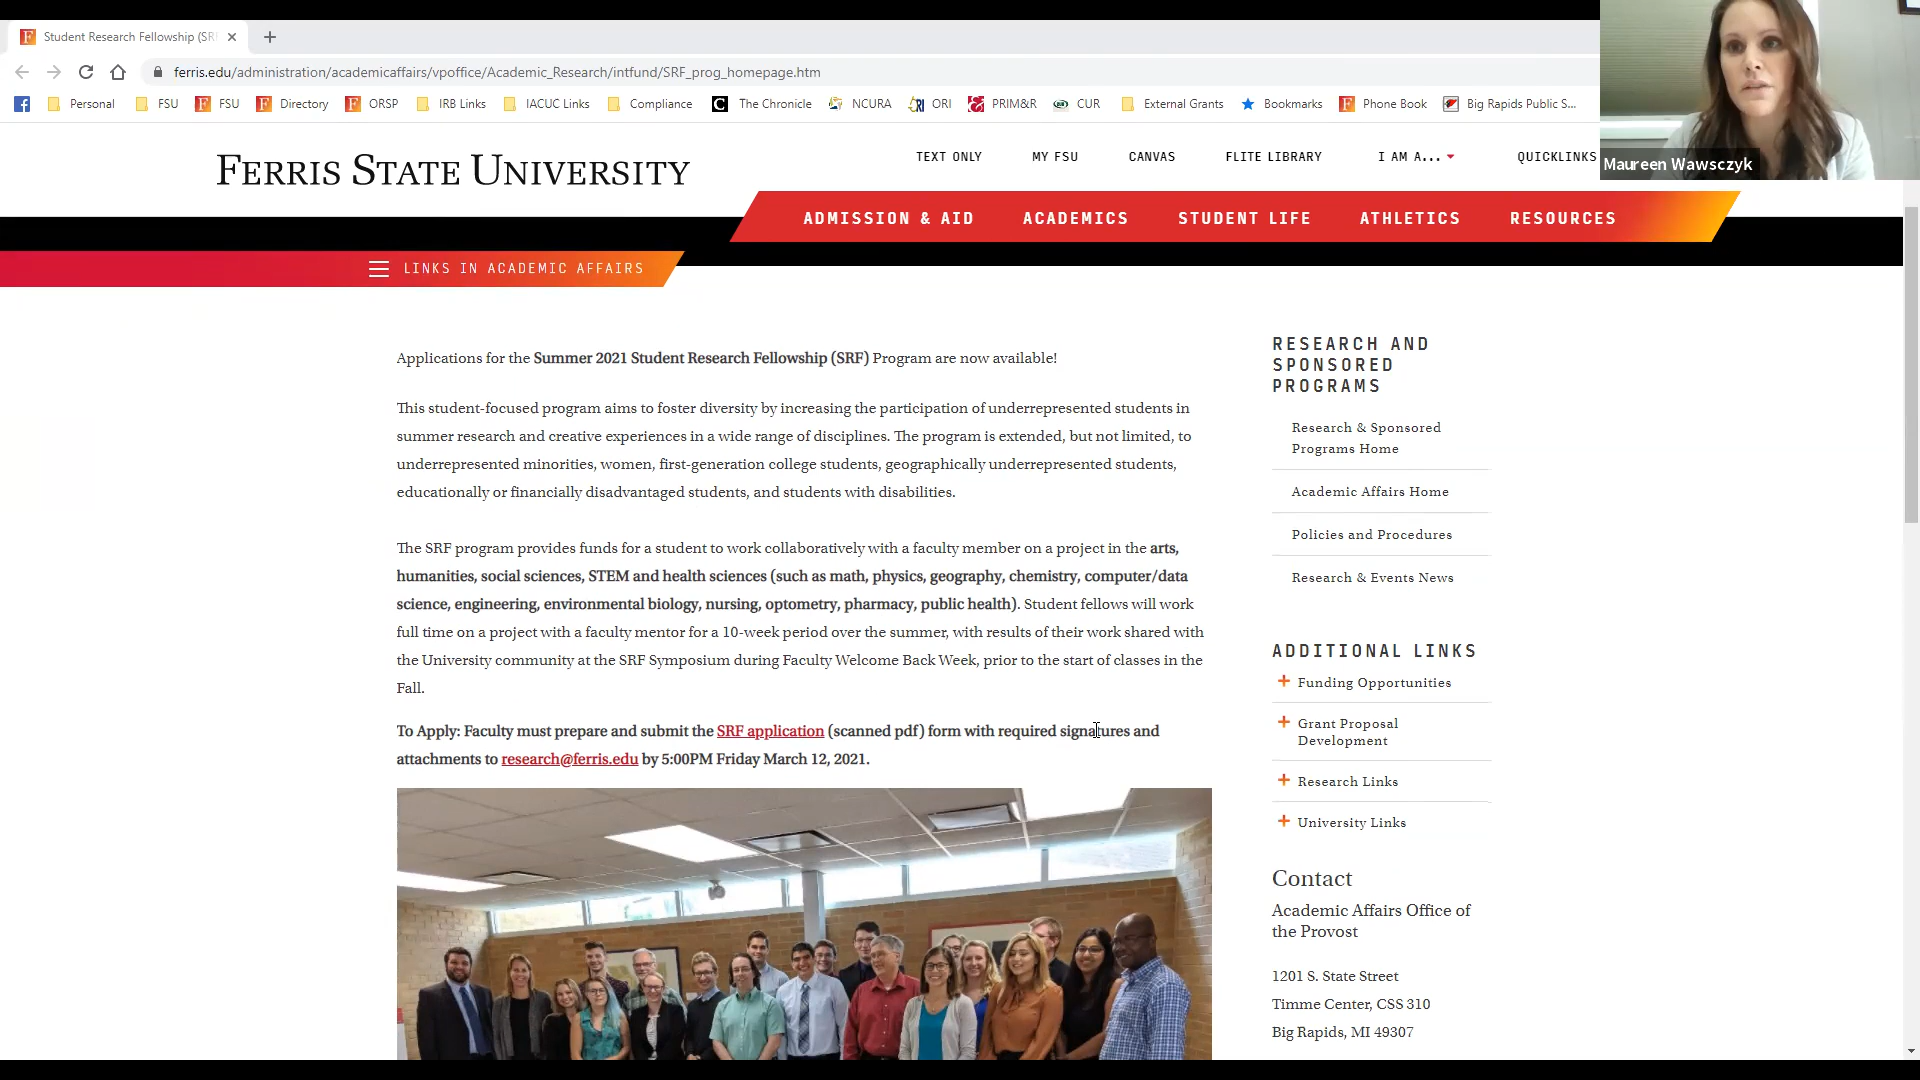 Student Research Fellowship (SR
ferris.edu/administration/academicaffairs/vpoffice/Academic_Research/intfund/SRF_prog_homepage.htm
Personal FSU FSU Directory ORSP IRB Links IACUC Links Compliance The Chronicle NCURA ORI PRIM&R CUR External Grants Bookmarks Phone Book Big Rapids Public S...
Maureen Wawsczyk
FERRIS STATE UNIVERSITY
TEXT ONLY MY FSU CANVAS FLITE LIBRARY I AM A... QUICKLINKS
ADMISSION & AID ACADEMICS STUDENT LIFE ATHLETICS RESOURCES
LINKS IN ACADEMIC AFFAIRS
Applications for the Summer 2021 Student Research Fellowship (SRF) Program are now available!
This student-focused program aims to foster diversity by increasing the participation of underrepresented students in
summer research and creative experiences in a wide range of disciplines. The program is extended, but not limited, to
underrepresented minorities, women, first-generation college students, geographically underrepresented students,
educationally or financially disadvantaged students, and students with disabilities.
The SRF program provides funds for a student to work collaboratively with a faculty member on a project in the arts,
humanities, social sciences, STEM and health sciences (such as math, physics, geography, chemistry, computer/data
science, engineering, environmental biology, nursing, optometry, pharmacy, public health). Student fellows will work
full time on a project with a faculty mentor for a 10-week period over the summer, with results of their work shared with
the University community at the SRF Symposium during Faculty Welcome Back Week, prior to the start of classes in the
Fall.
To Apply: Faculty must prepare and submit the SRF application (scanned pdf) form with required signatures and
attachments to research@ferris.edu by 5:00PM Friday March 12, 2021.
RESEARCH AND
SPONSORED
PROGRAMS
Research & Sponsored
Programs Home
Academic Affairs Home
Policies and Procedures
Research & Events News
ADDITIONAL LINKS
Funding Opportunities
Grant Proposal
Development
Research Links
University Links
Contact
Academic Affairs Office of
the Provost
1201 S. State Street
Timme Center, CSS 310
Big Rapids, MI 49307